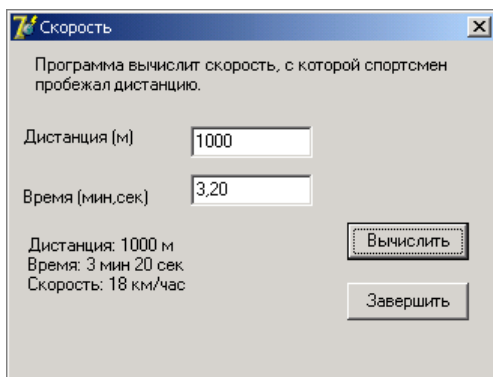 Скорость
Программа вычислит скорость, с которой спортсмен
пробежал дистанцию.
Дистанция (м)
1000
Время (мин,сек)
3,20
Дистанция: 1000 м
Время: 3 мин 20 сек
Скорость: 18 км/час
Вычислить
Завершить